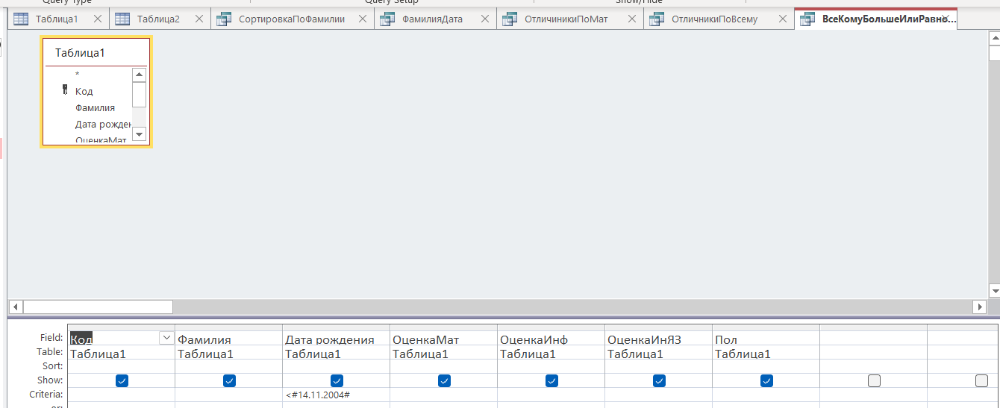 Query Type Query Setup Show/Hide
Таблица1 Таблица2 СортировкаПоФамилии ФамилияДата ОтличиникиПоМат ОтличникиПоВсему ВсеКомуБольшеИлиРавно...
Таблица1
*
Код
Фамилия
Дата рожден
ОценкаМат
Field: Код Фамилия Дата рождения ОценкаМат ОценкаИнф ОценкаИнЯЗ Пол
Table: Таблица1 Таблица1 Таблица1 Таблица1 Таблица1 Таблица1 Таблица1
Sort:
Show:
Criteria: <#14.11.2004#
or: